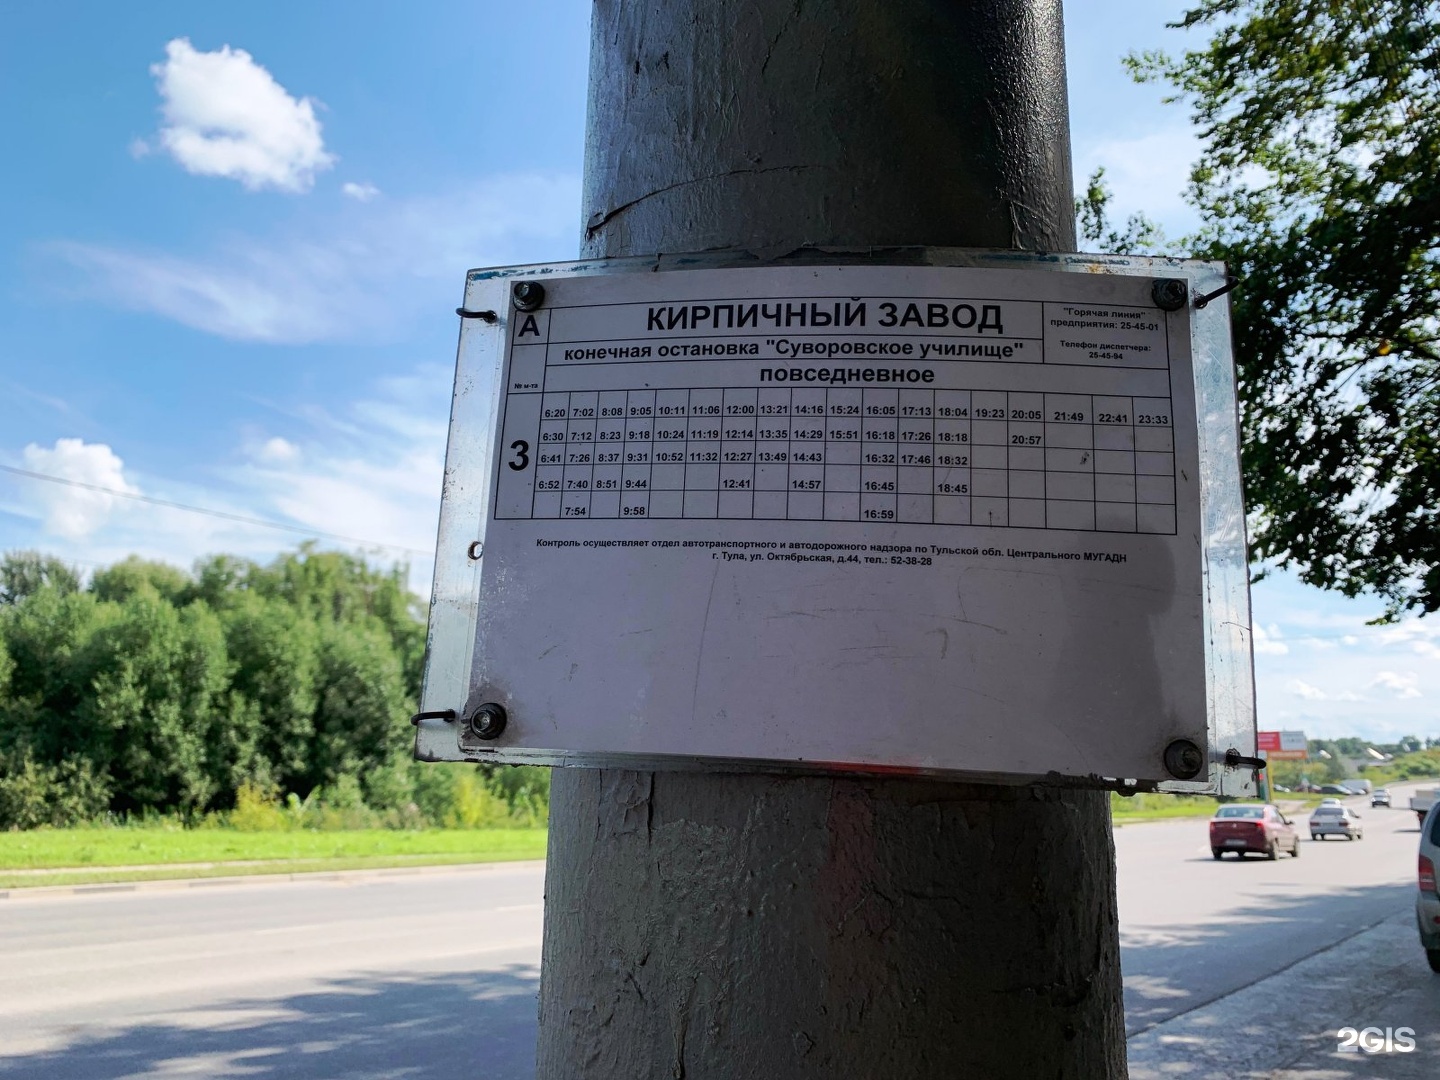 А
КИРПИЧНЫЙ ЗАВОД
"Горячая линия"
предприятия: 25-45-01
Телефон диспетчера:
25-45-94
конечная остановка "Суворовское училище"
№ м-та
повседневное
3
6:20 7:02 8:08 9:05 10:11 11:06 12:00 13:21 14:16 15:24 16:05 17:13 18:04 19:23 20:05 21:49 22:41 23:33
6:30 7:12 8:23 9:18 10:24 11:19 12:14 13:35 14:29 15:51 16:18 17:26 18:18 20:57
6:41 7:26 8:37 9:31 10:52 11:32 12:27 13:49 14:43 16:32 17:46 18:32
6:52 7:40 8:51 9:44 12:41 14:57 16:45 18:45
7:54 9:58 16:59
Контроль осуществляет отдел автотранспортного и автодорожного надзора по Тульской обл. Центрального МУГАДН
г. Тула, ул. Октябрьская, д.44, тел.: 52-38-28
2GIS